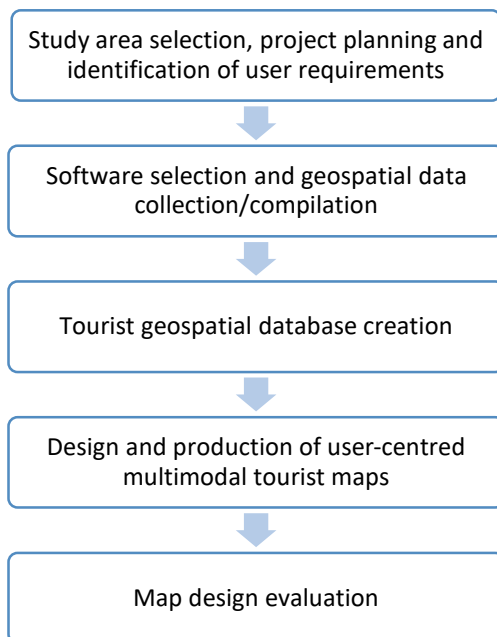 Study area selection, project planning and
identification of user requirements
Software selection and geospatial data
collection/compilation
Tourist geospatial database creation
Design and production of user-centred
multimodal tourist maps
Map design evaluation